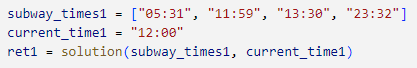 subway_times1 = ["05:31", "11:59", "13:30", "23:32"]
current_time1 = "12:00"
ret1 = solution(subway_times1, current_time1)